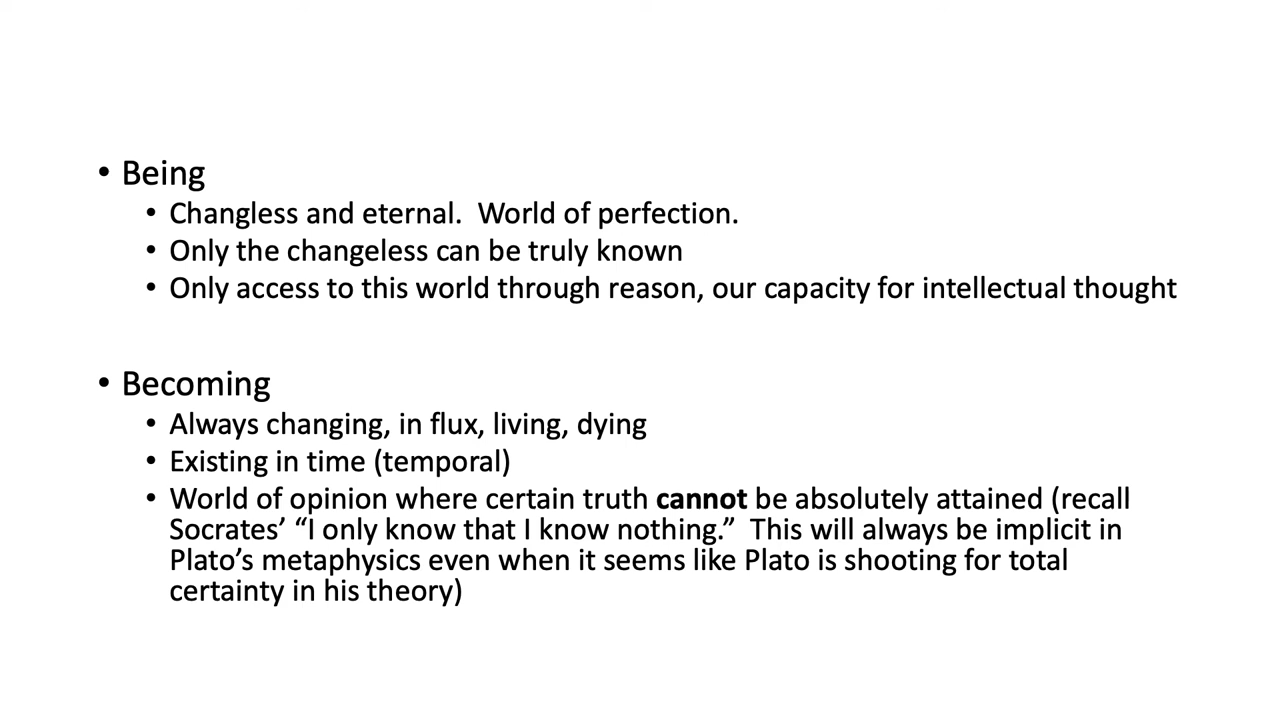 • Being
• Changless and eternal.  World of perfection.
• Only the changeless can be truly known
• Only access to this world through reason, our capacity for intellectual thought
• Becoming
• Always changing, in flux, living, dying
• Existing in time (temporal)
• World of opinion where certain truth cannot be absolutely attained (recall
Socrates’ “I only know that I know nothing.”  This will always be implicit in
Plato’s metaphysics even when it seems like Plato is shooting for total
certainty in his theory)